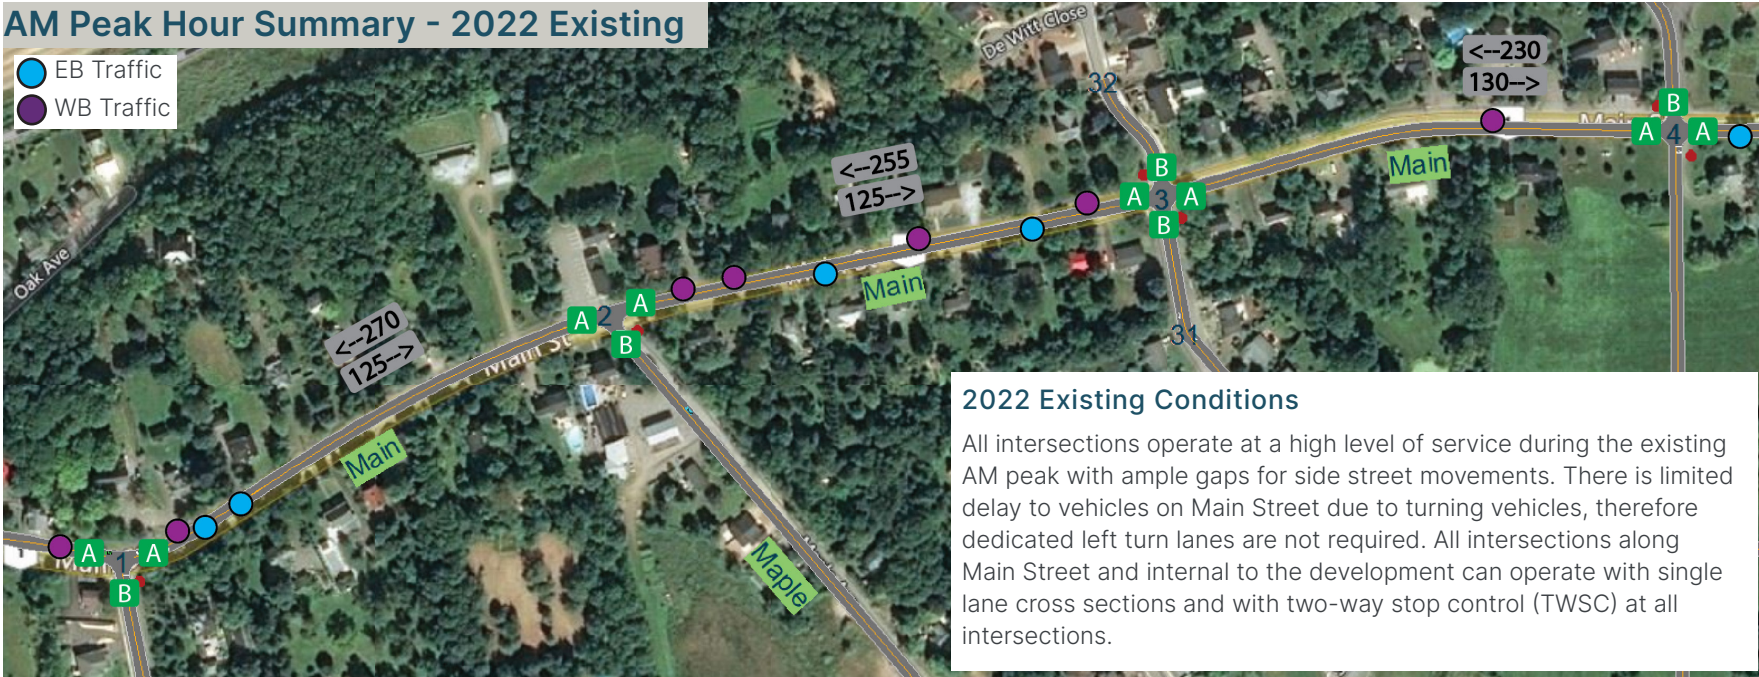 AM Peak Hour Summary - 2022 Existing
EB Traffic
WB Traffic
De Witt Close
32
<--230
130-->
B
A 4 A
Main
<--255
125-->
B
A 3 A
B
Main
Oak Ave
<--270
125-->
A 2 A
B
Main St
31
Main
A 1 A
B
Maple
2022 Existing Conditions
All intersections operate at a high level of service during the existing
AM peak with ample gaps for side street movements. There is limited
delay to vehicles on Main Street due to turning vehicles, therefore
dedicated left turn lanes are not required. All intersections along
Main Street and internal to the development can operate with single
lane cross sections and with two-way stop control (TWSC) at all
intersections.